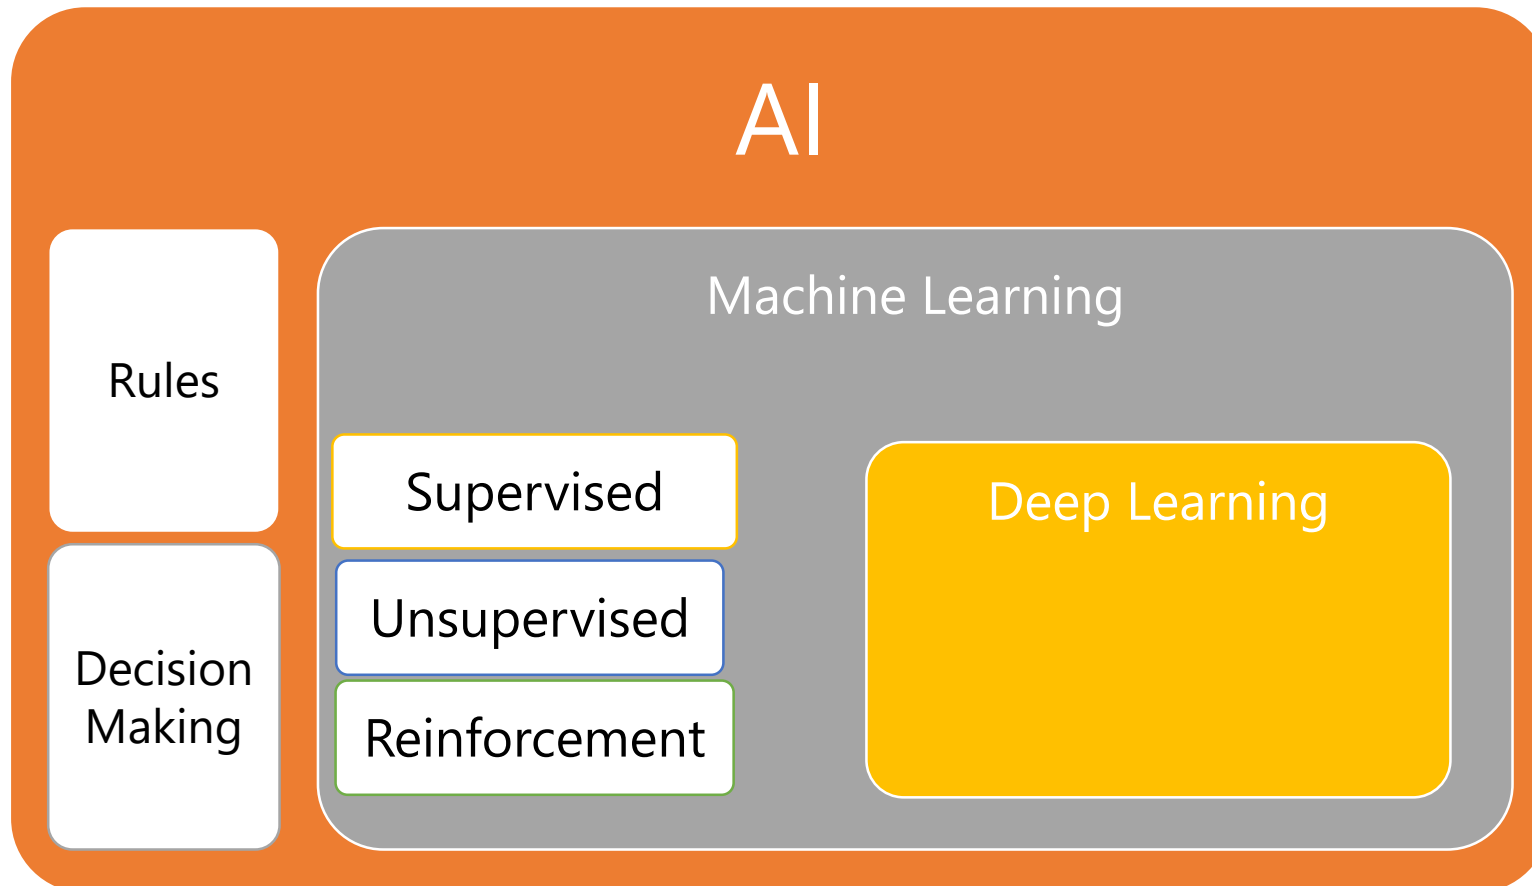 AI
Rules
Decision
Making
Machine Learning
Supervised
Unsupervised
Reinforcement
Deep Learning